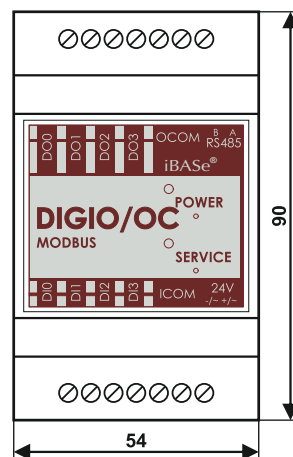 DO0 DO1 DO2 DO3 OCOM B A
RS485
iBASe®
POWER
DIGIO/OC
MODBUS
SERVICE
DI0 DI1 DI2 DI3 ICOM 24V
-/~ +/~
90
54